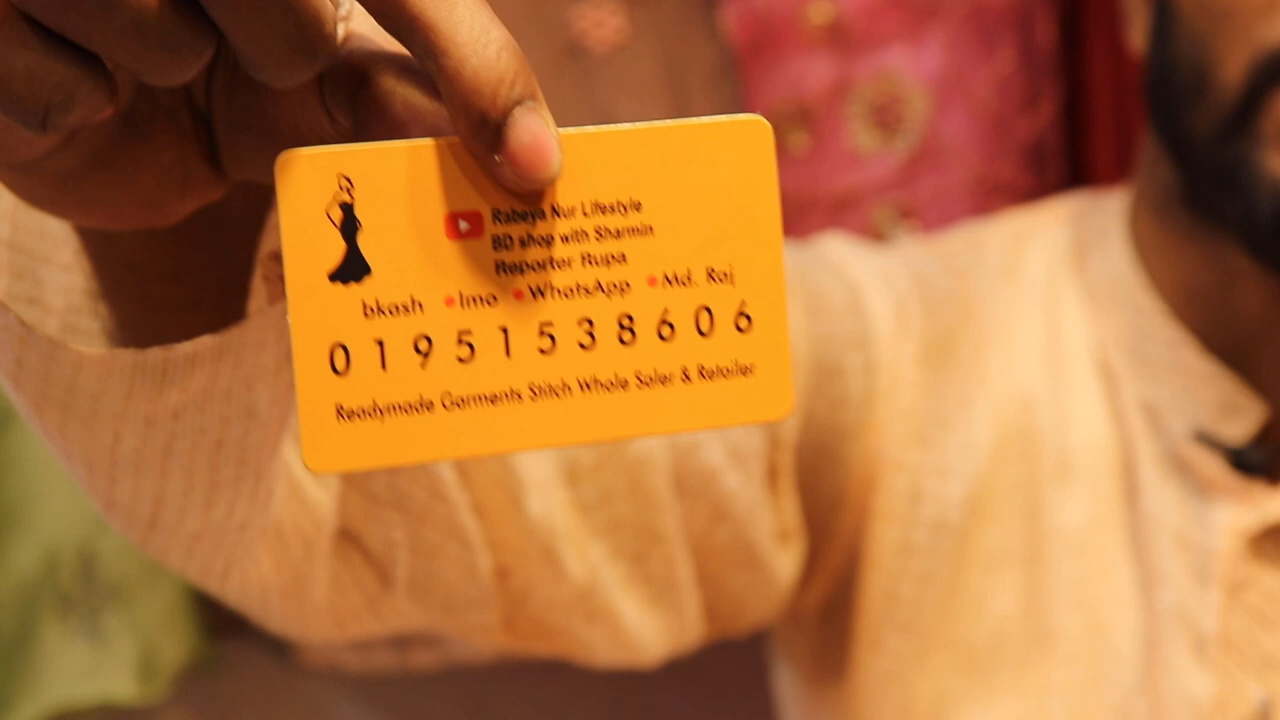 Rabeya Nur Lifestyle
BD shop with Sharmin
Reporter Rupa
bkash •Imo •WhatsApp •Md. Raj
01951538606
Readymade Garments Stitch Whole Saler & Retailer